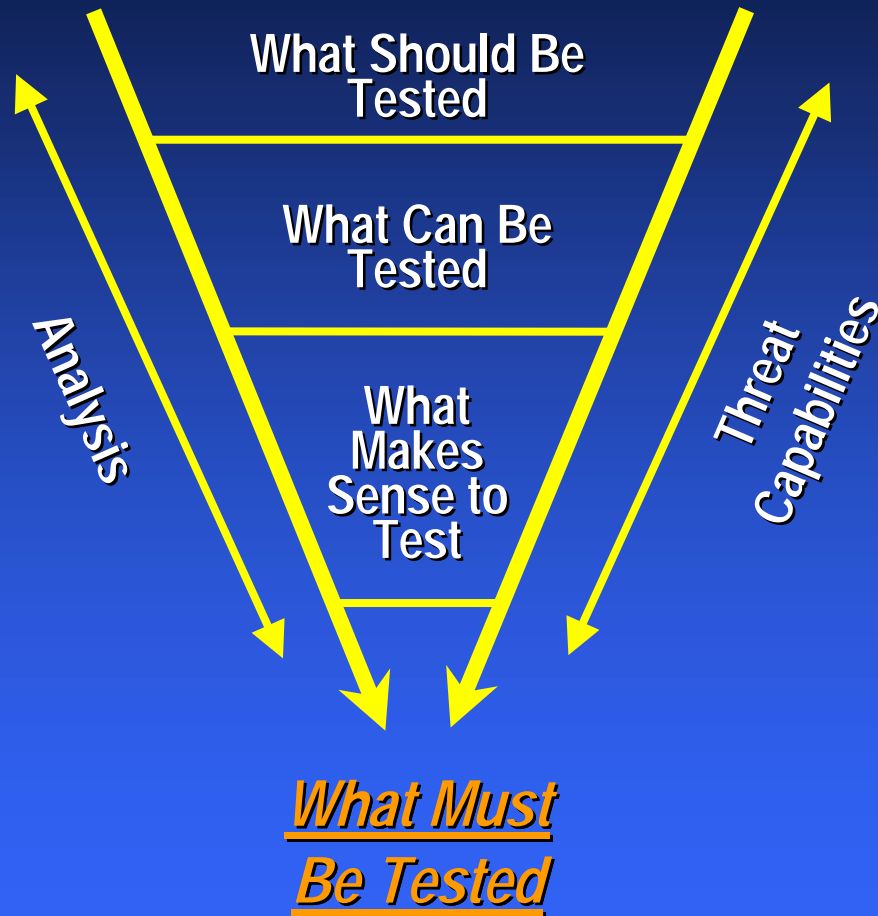 What Should Be
Tested
What Can Be
Tested
What
Makes
Sense to
Test
Analysis
Threat
Capabilities
What Must
Be Tested